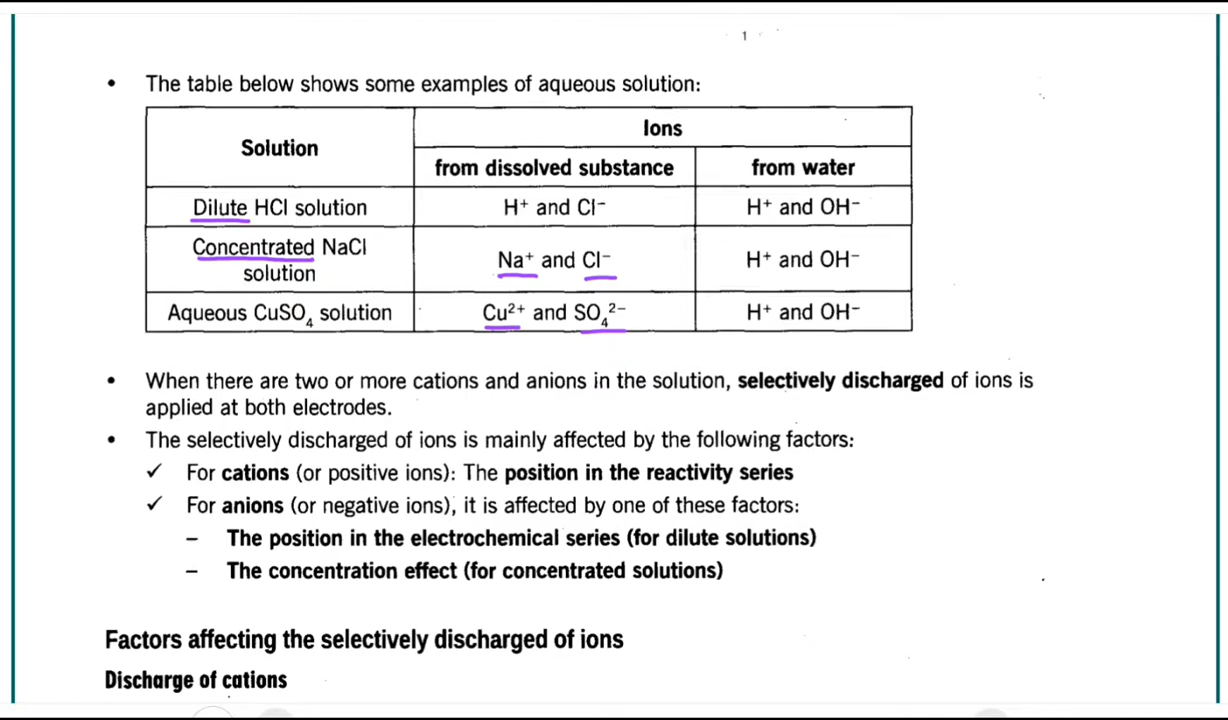 1
• The table below shows some examples of aqueous solution:
Solution
Ions
from dissolved substance
from water
Dilute HCl solution
H⁺ and Cl⁻
H⁺ and OH⁻
Concentrated NaCl
solution
Na⁺ and Cl⁻
H⁺ and OH⁻
Aqueous CuSO₄ solution
Cu²⁺ and SO₄²⁻
H⁺ and OH⁻
• When there are two or more cations and anions in the solution, selectively discharged of ions is
applied at both electrodes.
• The selectively discharged of ions is mainly affected by the following factors:
✓ For cations (or positive ions): The position in the reactivity series
✓ For anions (or negative ions), it is affected by one of these factors:
– The position in the electrochemical series (for dilute solutions)
– The concentration effect (for concentrated solutions)
Factors affecting the selectively discharged of ions
Discharge of cations